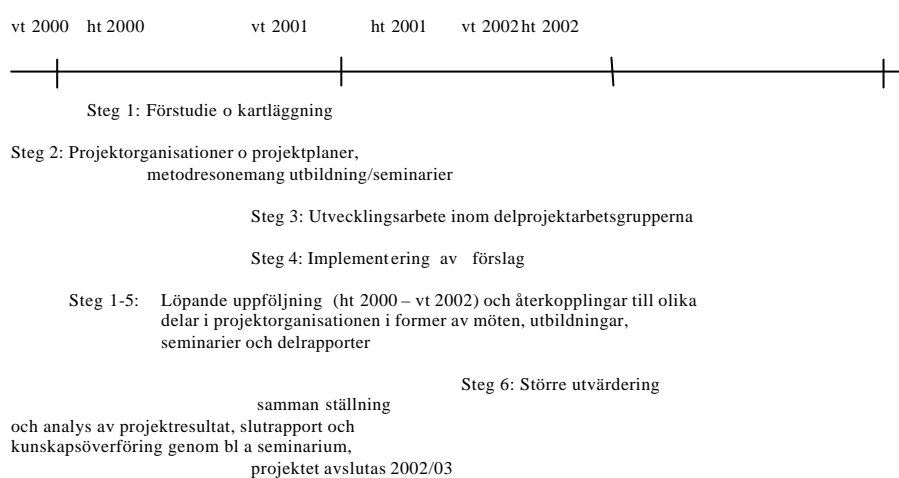 vt 2000 ht 2000 vt 2001 ht 2001 vt 2002 ht 2002
Steg 1: Förstudie o kartläggning
Steg 2: Projektorganisationer o projektplaner,
metodresonemang utbildning/seminarier
Steg 3: Utvecklingsarbete inom delprojektarbetsgrupperna
Steg 4: Implementering av förslag
Steg 1-5: Löpande uppföljning (ht 2000 – vt 2002) och återkopplingar till olika
delar i projektorganisationen i former av möten, utbildningar,
seminarier och delrapporter
Steg 6: Större utvärdering
samman ställning
och analys av projektresultat, slutrapport och
kunskapsöverföring genom bl a seminarium,
projektet avslutas 2002/03